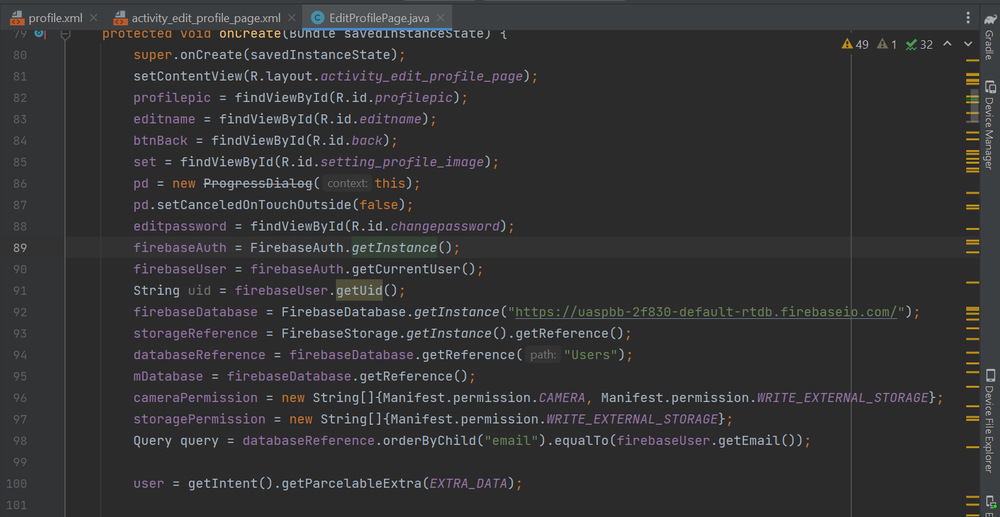 profile.xml
activity_edit_profile_page.xml
EditProfilePage.java
79 protected void onCreate(Bundle savedInstanceState) {
49 1 32
80 super.onCreate(savedInstanceState);
81 setContentView(R.layout.activity_edit_profile_page);
82 profilepic = findViewById(R.id.profilepic);
83 editname = findViewById(R.id.editname);
84 btnBack = findViewById(R.id.back);
85 set = findViewById(R.id.setting_profile_image);
86 pd = new ProgressDialog( context: this);
87 pd.setCanceledOnTouchOutside(false);
88 editpassword = findViewById(R.id.changepassword);
89 firebaseAuth = FirebaseAuth.getInstance();
90 firebaseUser = firebaseAuth.getCurrentUser();
91 String uid = firebaseUser.getUid();
92 firebaseDatabase = FirebaseDatabase.getInstance("https://uaspbb-2f830-default-rtdb.firebaseio.com/");
93 storageReference = FirebaseStorage.getInstance().getReference();
94 databaseReference = firebaseDatabase.getReference( path: "Users");
95 mDatabase = firebaseDatabase.getReference();
96 cameraPermission = new String[]{Manifest.permission.CAMERA, Manifest.permission.WRITE_EXTERNAL_STORAGE};
97 storagePermission = new String[]{Manifest.permission.WRITE_EXTERNAL_STORAGE};
98 Query query = databaseReference.orderByChild("email").equalTo(firebaseUser.getEmail());
99
100 user = getIntent().getParcelableExtra(EXTRA_DATA);
101
Gradle
Device Manager
Device File Explorer